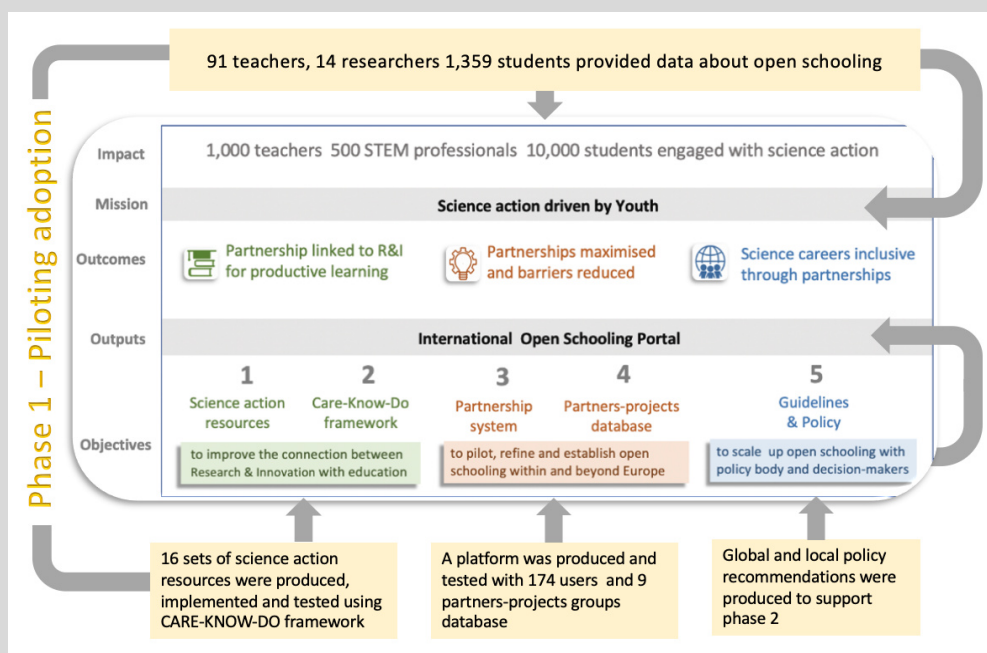 91 teachers, 14 researchers 1,359 students provided data about open schooling
Phase 1 – Piloting adoption
Impact
1,000 teachers 500 STEM professionals 10,000 students engaged with science action
Mission
Science action driven by Youth
Outcomes
Partnership linked to R&I
for productive learning
Partnerships maximised
and barriers reduced
Science careers inclusive
through partnerships
Outputs
International Open Schooling Portal
1
Science action
resources
2
Care-Know-Do
framework
3
Partnership
system
4
Partners-projects
database
5
Guidelines
& Policy
Objectives
to improve the connection between
Research & Innovation with education
to pilot, refine and establish open
schooling within and beyond Europe
to scale up open schooling with
policy body and decision-makers
16 sets of science action
resources were produced,
implemented and tested using
CARE-KNOW-DO framework
A platform was produced and
tested with 174 users and 9
partners-projects groups
database
Global and local policy
recommendations were
produced to support
phase 2